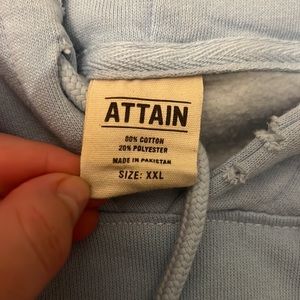 ATTAIN
80% COTTON
20% POLYESTER
MADE IN PAKISTAN
SIZE: XXL